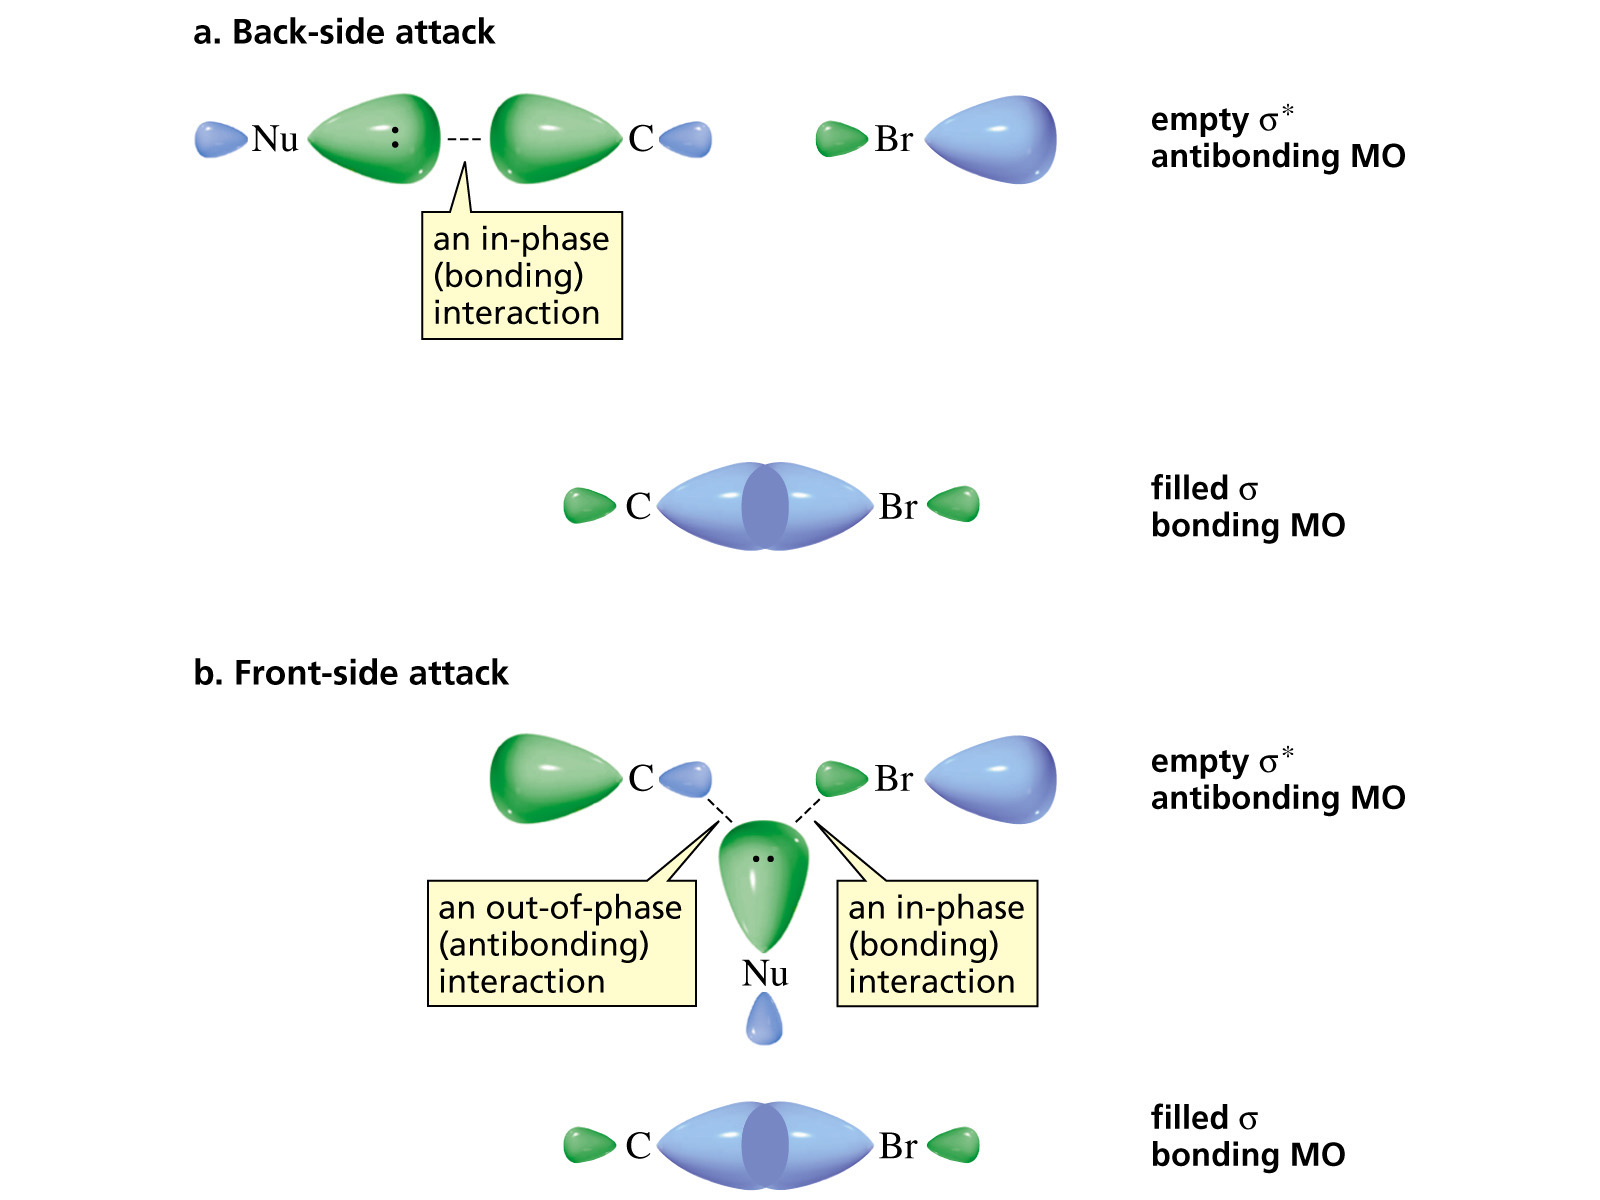 a. Back-side attack
Nu : --- C Br
empty σ*
antibonding MO
an in-phase
(bonding)
interaction
C Br
filled σ
bonding MO
b. Front-side attack
C Br
empty σ*
antibonding MO
an out-of-phase
(antibonding)
interaction
an in-phase
(bonding)
interaction
Nu
C Br
filled σ
bonding MO